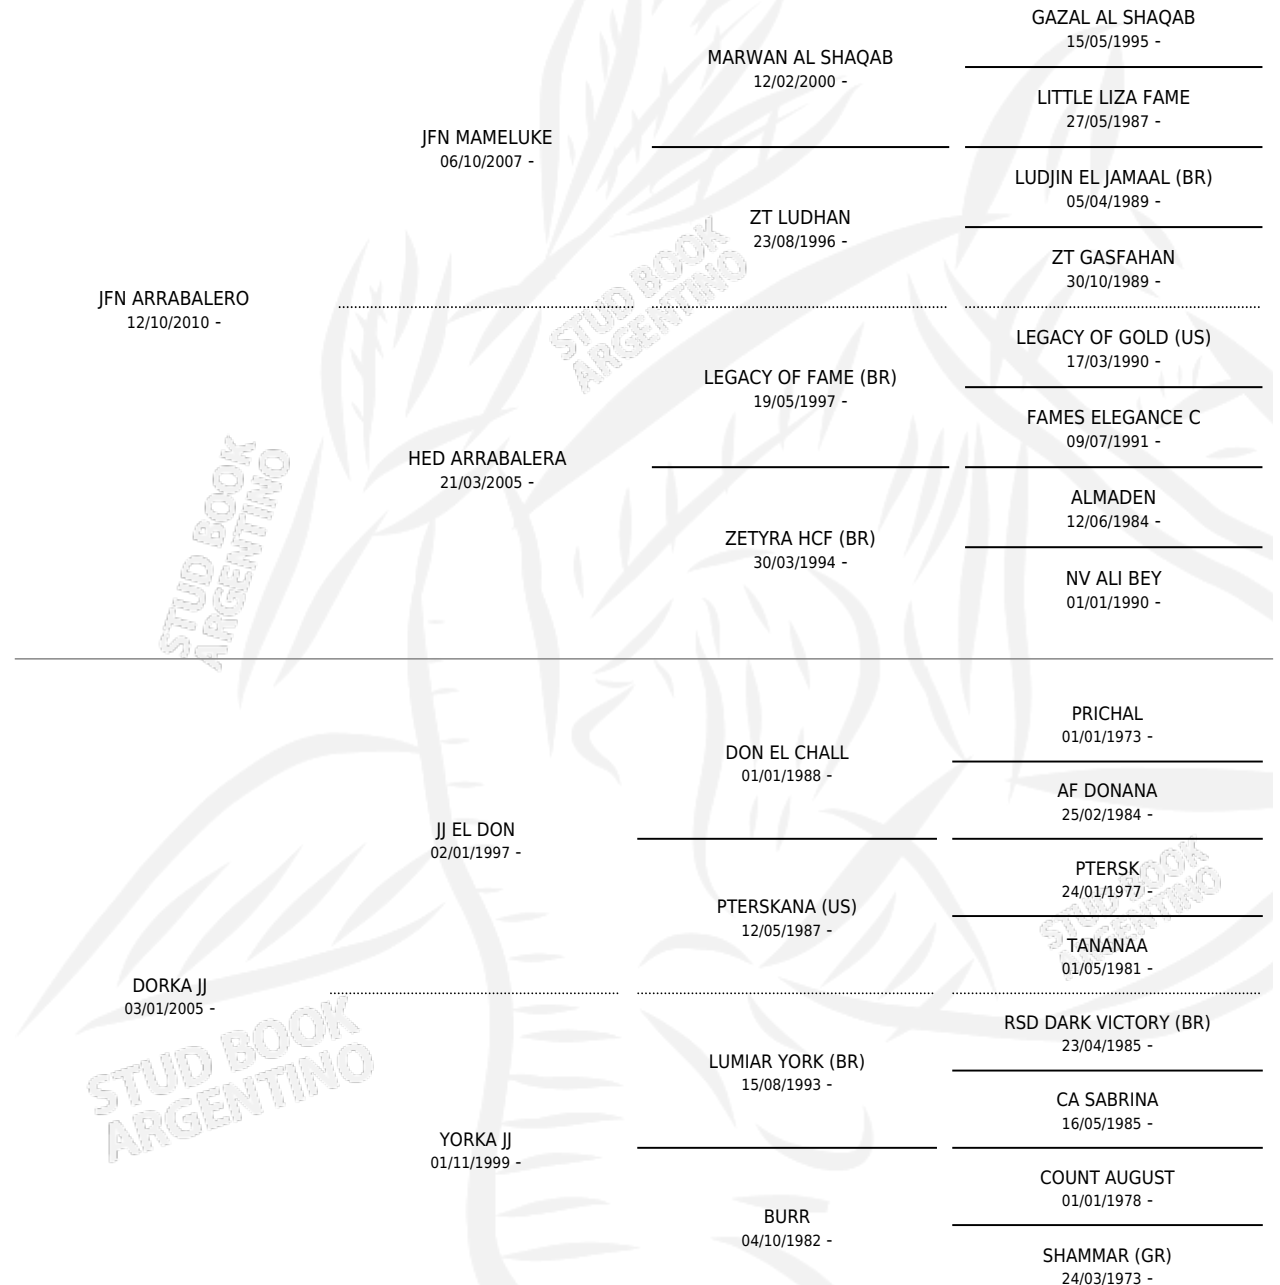 GAZAL AL SHAQAB
15/05/1995 -
MARWAN AL SHAQAB
12/02/2000 -
LITTLE LIZA FAME
27/05/1987 -
JFN MAMELUKE
06/10/2007 -
LUDJIN EL JAMAAL (BR)
05/04/1989 -
ZT LUDHAN
23/08/1996 -
ZT GASFAHAN
30/10/1989 -
JFN ARRABALERO
12/10/2010 -
LEGACY OF GOLD (US)
17/03/1990 -
LEGACY OF FAME (BR)
19/05/1997 -
FAMES ELEGANCE C
09/07/1991 -
HED ARRABALERA
21/03/2005 -
ALMADEN
12/06/1984 -
ZETYRA HCF (BR)
30/03/1994 -
NV ALI BEY
01/01/1990 -
PRICHAL
01/01/1973 -
DON EL CHALL
01/01/1988 -
AF DONANA
25/02/1984 -
JJ EL DON
02/01/1997 -
PTERSK
24/01/1977 -
PTERSKANA (US)
12/05/1987 -
TANANAA
01/05/1981 -
DORKA JJ
03/01/2005 -
RSD DARK VICTORY (BR)
23/04/1985 -
LUMIAR YORK (BR)
15/08/1993 -
CA SABRINA
16/05/1985 -
YORKA JJ
01/11/1999 -
COUNT AUGUST
01/01/1978 -
BURR
04/10/1982 -
SHAMMAR (GR)
24/03/1973 -
STUD BOOK
ARGENTINO
STUD BOOK
ARGENTINO
STUD BOOK
ARGENTINO
STUD BOOK
ARGENTINO